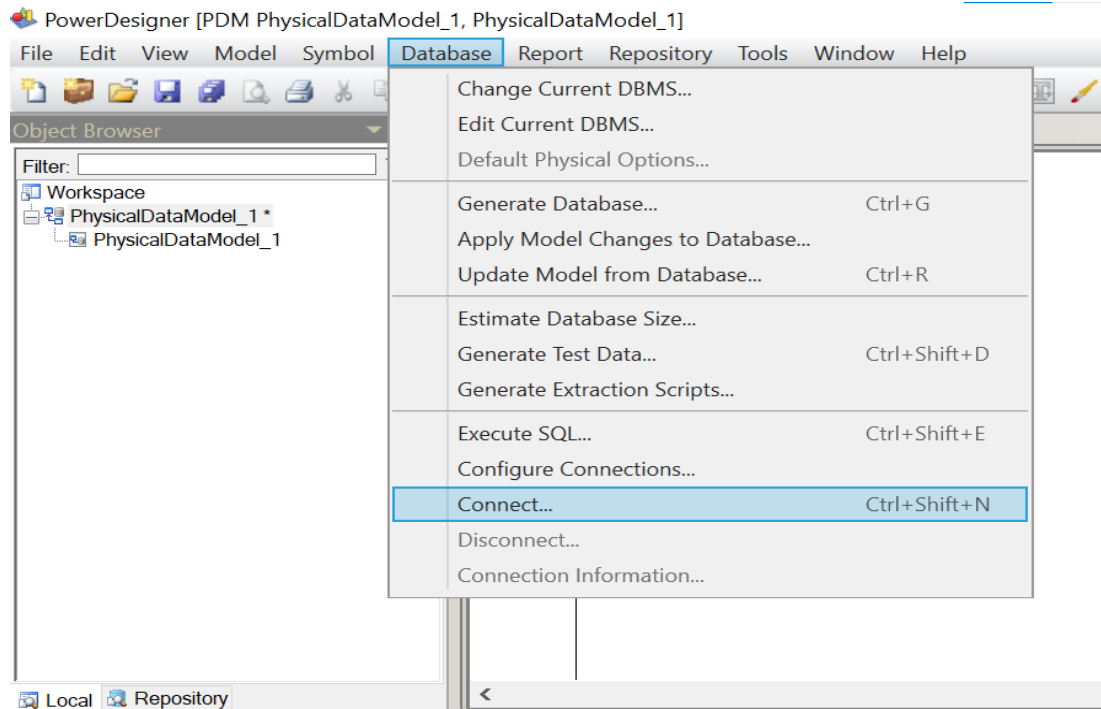 PowerDesigner [PDM PhysicalDataModel_1, PhysicalDataModel_1]
File Edit View Model Symbol Database Report Repository Tools Window Help
Object Browser
Filter:
Workspace
PhysicalDataModel_1 *
PhysicalDataModel_1
Change Current DBMS...
Edit Current DBMS...
Default Physical Options...
Generate Database... Ctrl+G
Apply Model Changes to Database...
Update Model from Database... Ctrl+R
Estimate Database Size...
Generate Test Data... Ctrl+Shift+D
Generate Extraction Scripts...
Execute SQL... Ctrl+Shift+E
Configure Connections...
Connect... Ctrl+Shift+N
Disconnect...
Connection Information...
Local Repository